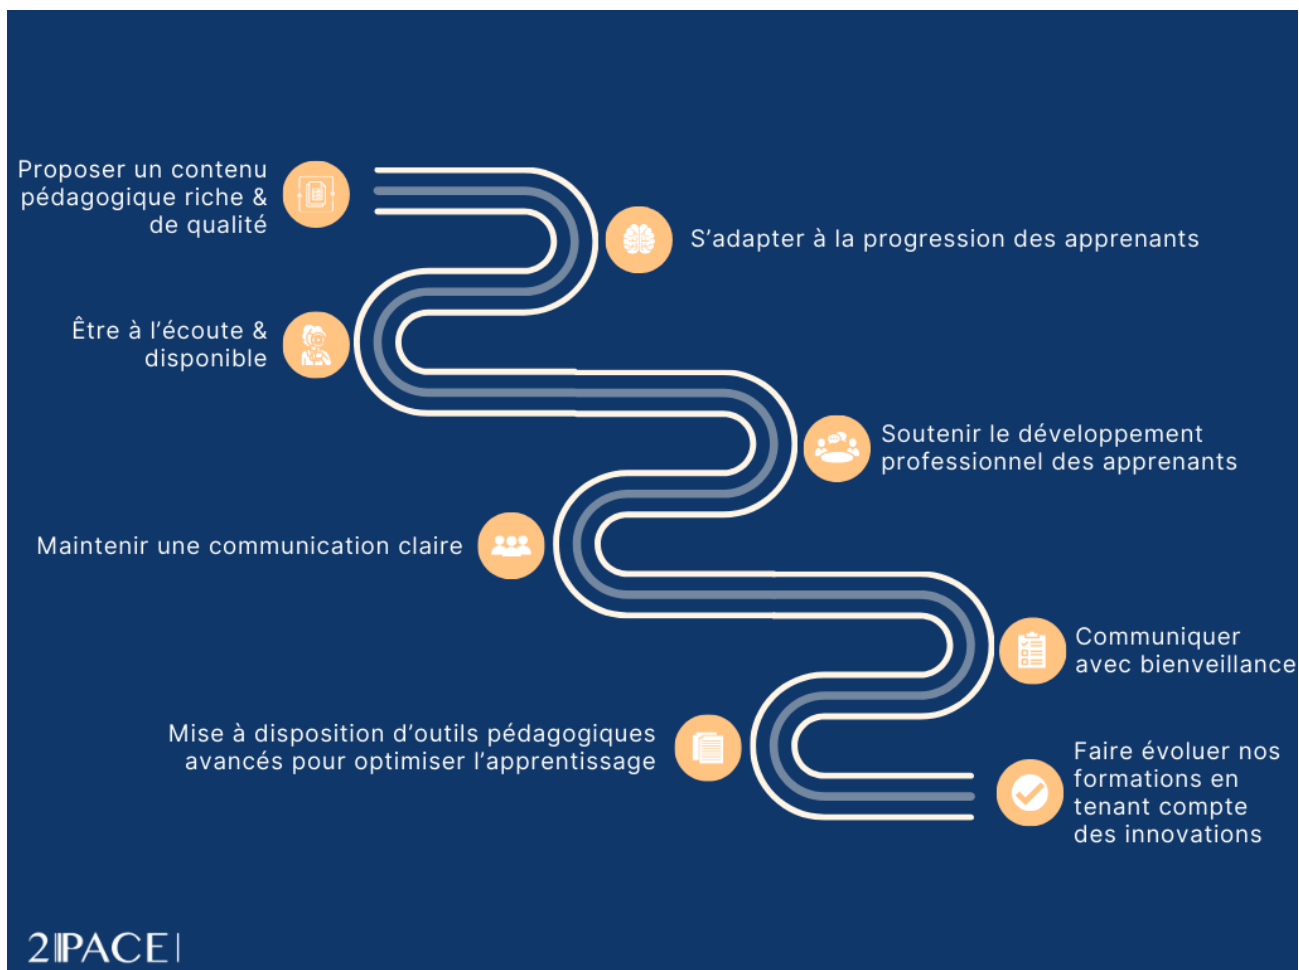 Proposer un contenu
pédagogique riche &
de qualité
S’adapter à la progression des apprenants
Être à l’écoute &
disponible
Soutenir le développement
professionnel des apprenants
Maintenir une communication claire
Communiquer
avec bienveillance
Mise à disposition d’outils pédagogiques
avancés pour optimiser l’apprentissage
Faire évoluer nos
formations en
tenant compte
des innovations
2IPACE